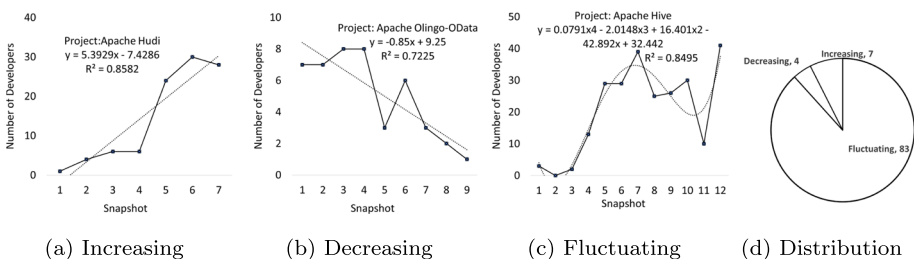 40
30
20
10
0
Number of Developers
Project:Apache Hudi
y = 5.3929x - 7.4286
R² = 0.8582
1 2 3 4 5 6 7
Snapshot
(a) Increasing
10
8
6
4
2
0
Number of Developers
Project: Apache Olingo-OData
y = -0.85x + 9.25
R² = 0.7225
1 2 3 4 5 6 7 8 9
Snapshot
(b) Decreasing
50
40
30
20
10
0
Number of Developers
Project: Apache Hive
y = 0.0791x4 - 2.0148x3 + 16.401x2 -
42.892x + 32.442
R² = 0.8495
1 2 3 4 5 6 7 8 9 10 11 12
Snapshot
(c) Fluctuating
Decreasing, 4
Increasing, 7
Fluctuating, 83
(d) Distribution